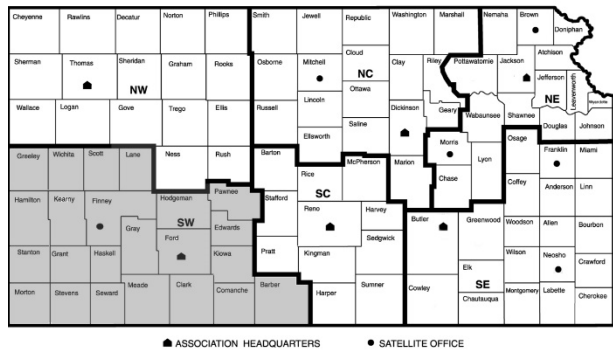 Cheyenne Rawlins Decatur Norton Phillips Smith Jewell Republic Washington Marshall Nemaha Brown Doniphan
Sherman Thomas Sheridan Graham Rooks Osborne Mitchell Cloud Clay Riley Pottawatomie Jackson Atchison
NW NC NE
Jefferson Leavenworth Wyandotte
Wallace Logan Gove Trego Ellis Russell Lincoln Ottawa Dickinson Geary Wabaunsee Shawnee Douglas Johnson
Ellsworth Saline Morris Osage Franklin Miami
Greeley Wichita Scott Lane Ness Rush Barton Rice McPherson Marion Chase Lyon Coffey Anderson Linn
Hamilton Kearny Finney Hodgeman Pawnee Stafford
SW SC
Gray Ford Edwards Reno Harvey Butler Greenwood Woodson Allen Bourbon
Stanton Grant Haskell Kiowa Pratt Kingman Sedgwick Elk Wilson Neosho Crawford
SE
Morton Stevens Seward Meade Clark Comanche Barber Harper Sumner Cowley Chautauqua Montgomery Labette Cherokee
ASSOCIATION HEADQUARTERS SATELLITE OFFICE